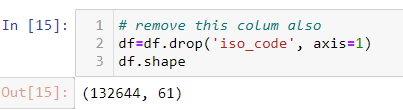 In [15]:
1 # remove this colum also
2 df=df.drop('iso_code', axis=1)
3 df.shape
Out[15]: (132644, 61)